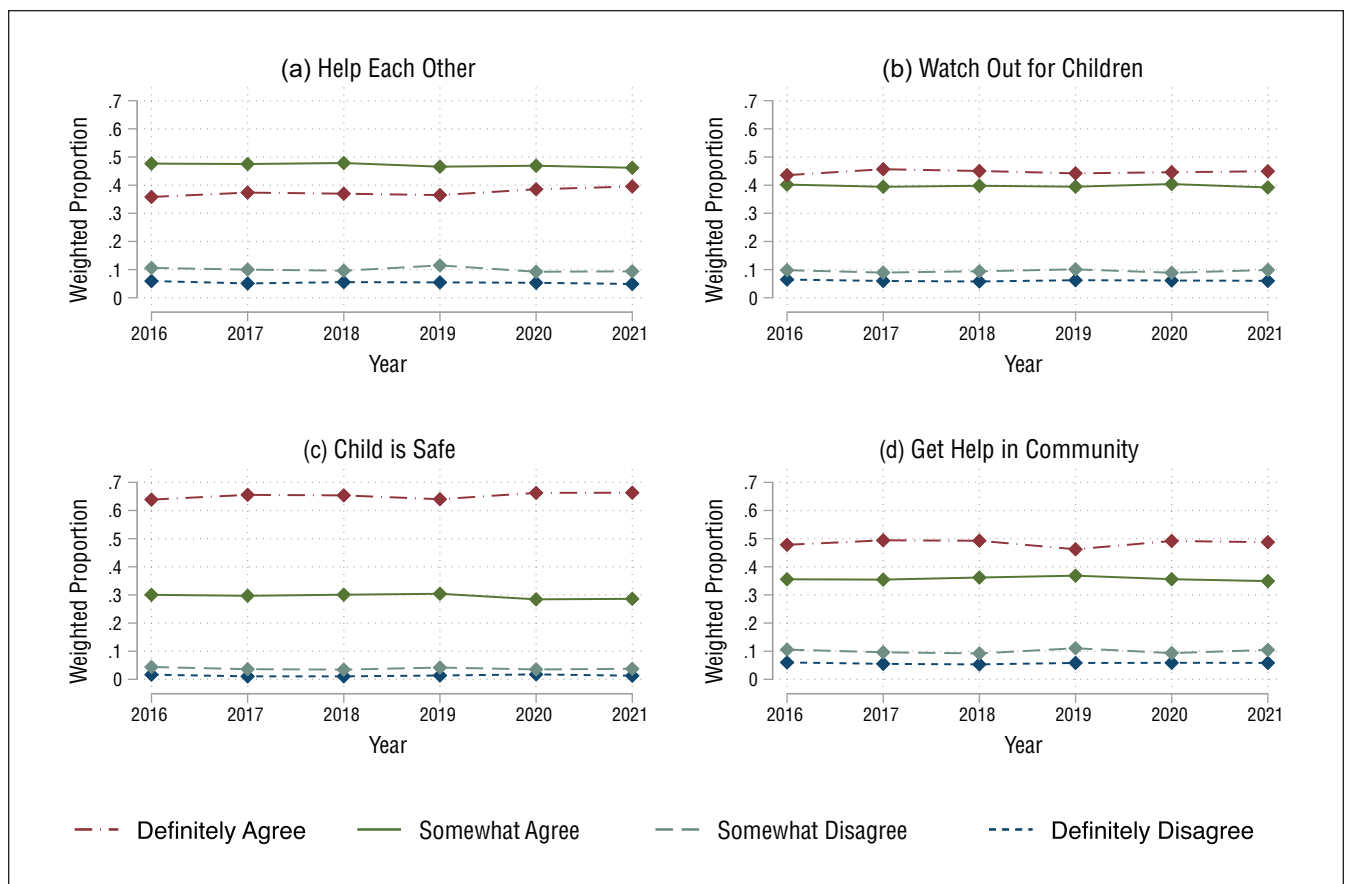 (a) Help Each Other
Weighted Proportion
.7
.6
.5
.4
.3
.2
.1
0
2016 2017 2018 2019 2020 2021
Year
(b) Watch Out for Children
Weighted Proportion
.7
.6
.5
.4
.3
.2
.1
0
2016 2017 2018 2019 2020 2021
Year
(c) Child is Safe
Weighted Proportion
.7
.6
.5
.4
.3
.2
.1
0
2016 2017 2018 2019 2020 2021
Year
(d) Get Help in Community
Weighted Proportion
.7
.6
.5
.4
.3
.2
.1
0
2016 2017 2018 2019 2020 2021
Year
Definitely Agree Somewhat Agree Somewhat Disagree Definitely Disagree